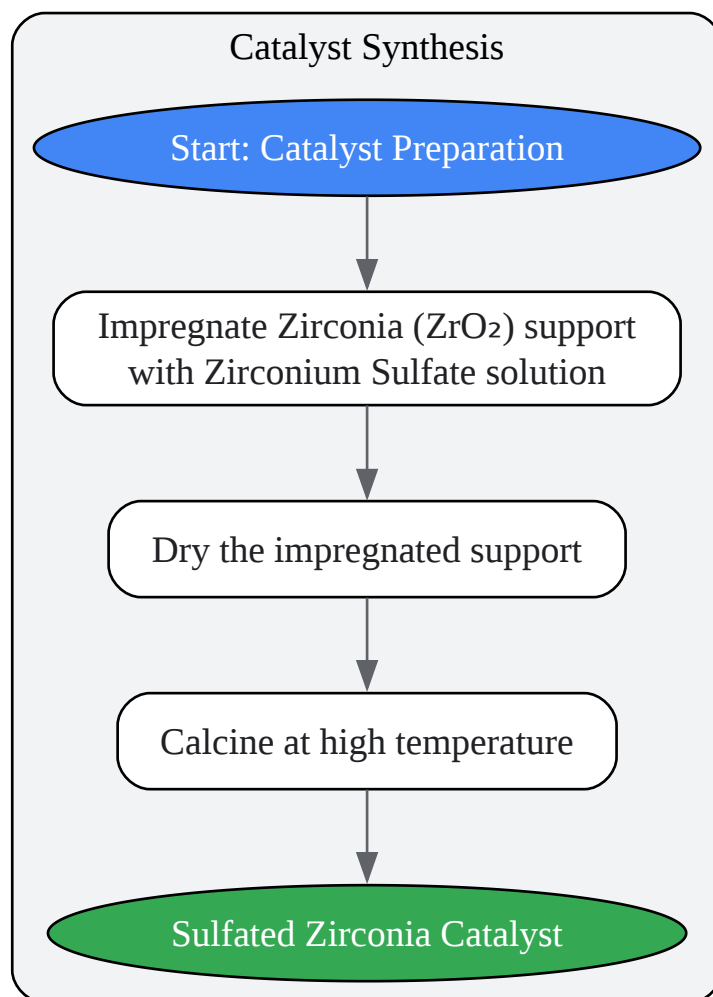 Catalyst Synthesis
Start: Catalyst Preparation
Impregnate Zirconia (ZrO₂) support
with Zirconium Sulfate solution
Dry the impregnated support
Calcine at high temperature
Sulfated Zirconia Catalyst